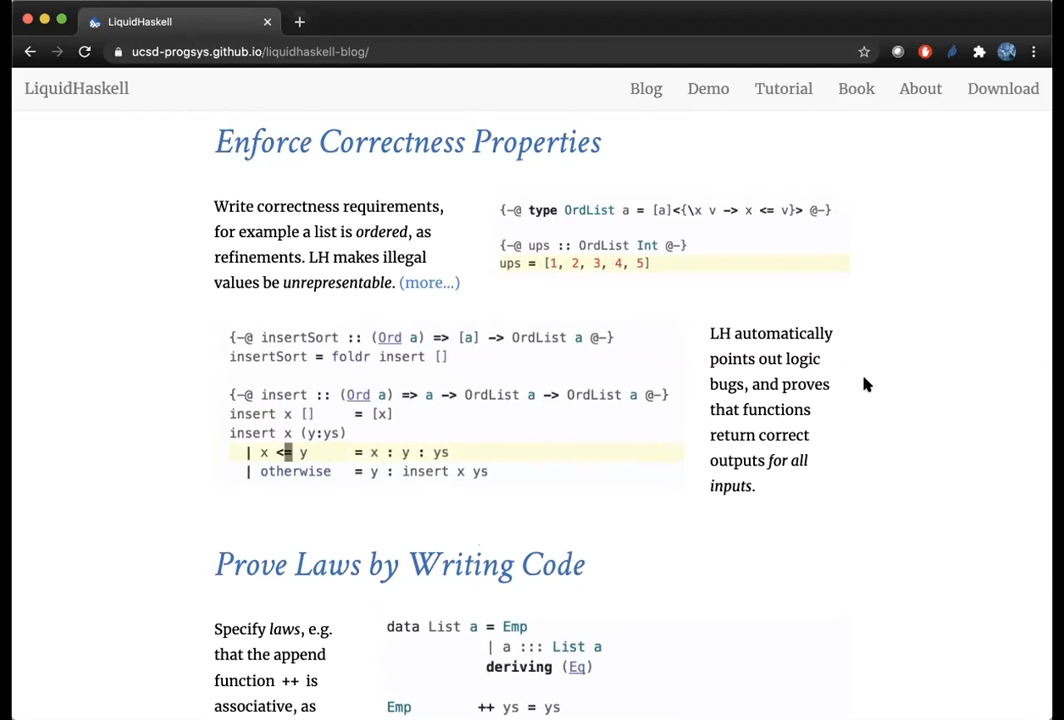 LiquidHaskell
ucsd-progsys.github.io/liquidhaskell-blog/
LiquidHaskell Blog Demo Tutorial Book About Download
Enforce Correctness Properties
Write correctness requirements,
for example a list is ordered, as
refinements. LH makes illegal
values be unrepresentable. (more...)
{-@ type OrdList a = [a]<{\x v -> x <= v}> @-}
{-@ ups :: OrdList Int @-}
ups = [1, 2, 3, 4, 5]
{-@ insertSort :: (Ord a) => [a] -> OrdList a @-}
insertSort = foldr insert []
{-@ insert :: (Ord a) => a -> OrdList a -> OrdList a @-}
insert x [] = [x]
insert x (y:ys)
| x <= y = x : y : ys
| otherwise = y : insert x ys
LH automatically
points out logic
bugs, and proves
that functions
return correct
outputs for all
inputs.
Prove Laws by Writing Code
Specify laws, e.g.
that the append
function ++ is
associative, as
data List a = Emp
| a ::: List a
deriving (Eq)
Emp ++ ys = ys